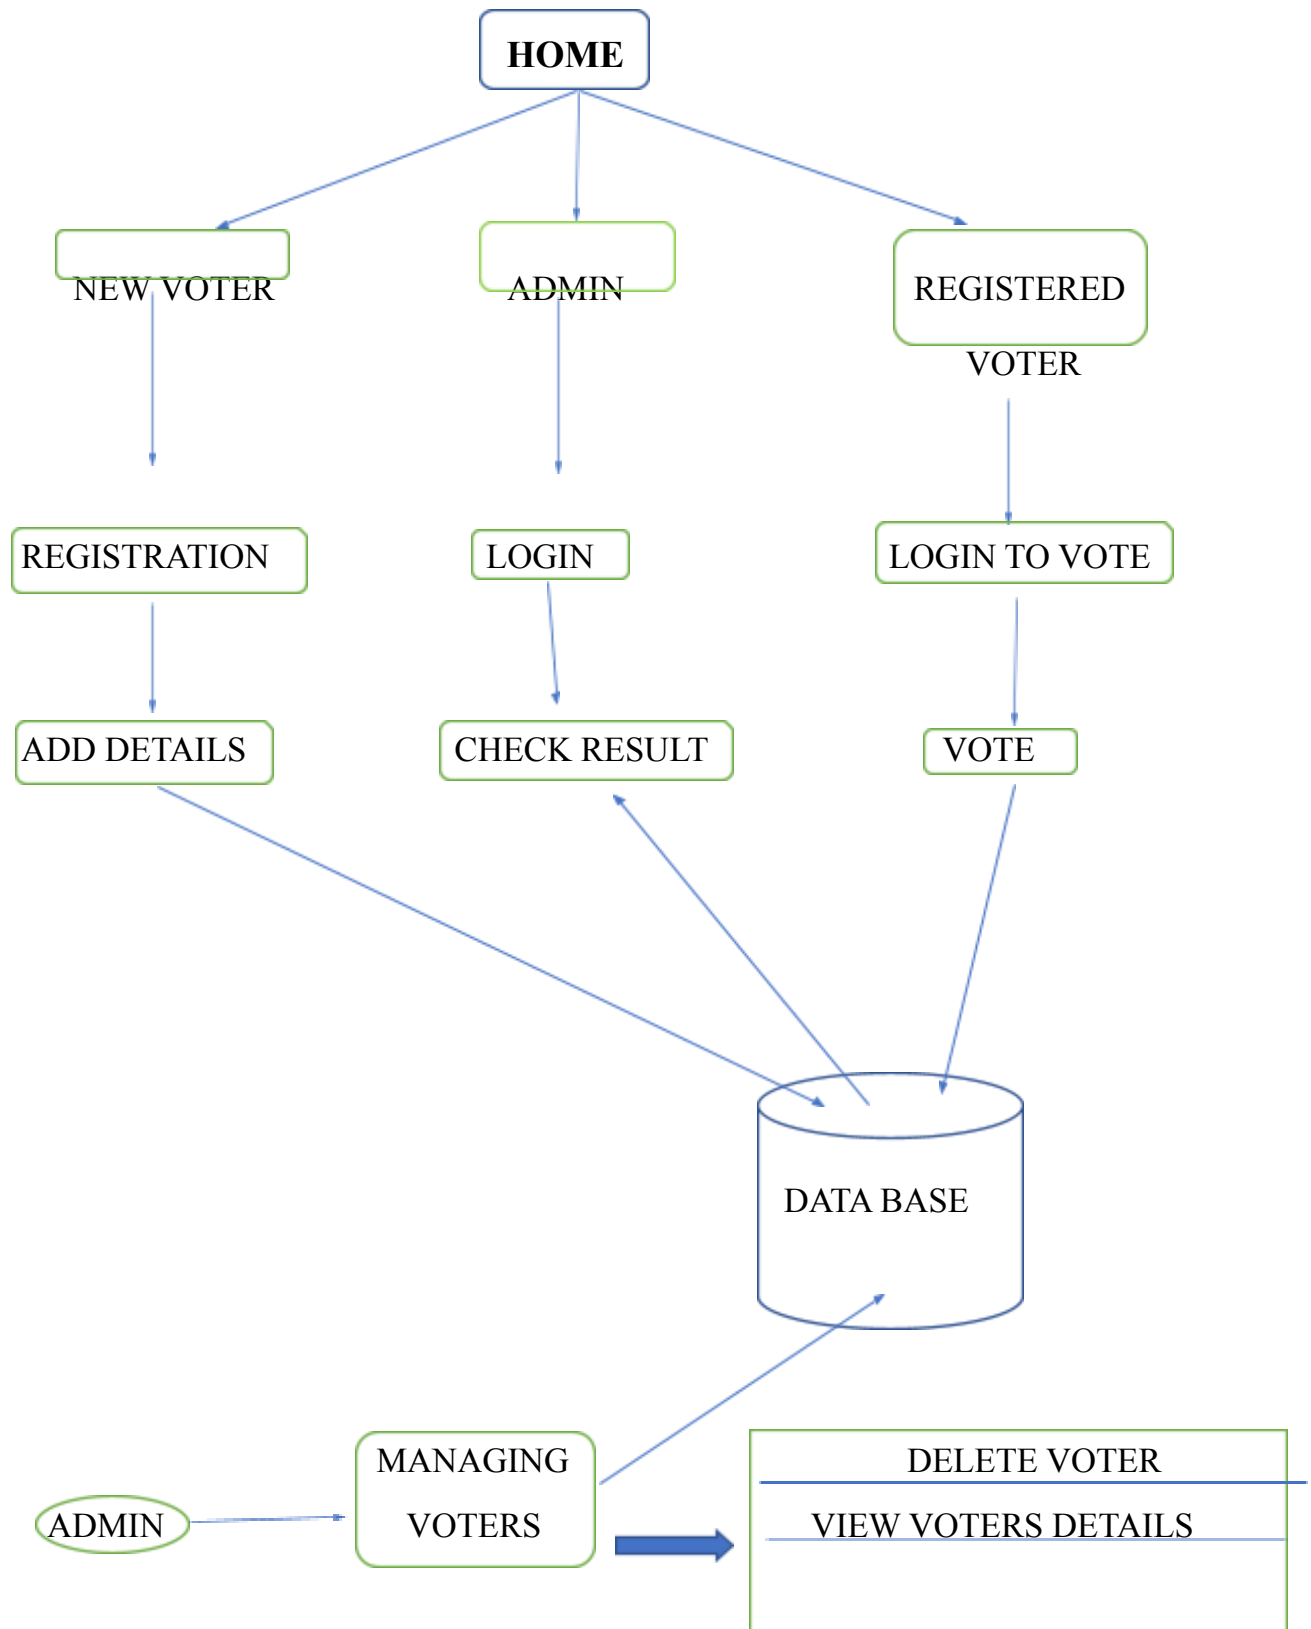 HOME
NEW VOTER
ADMIN
REGISTERED
VOTER
REGISTRATION
LOGIN
LOGIN TO VOTE
ADD DETAILS
CHECK RESULT
VOTE
DATA BASE
ADMIN
MANAGING
VOTERS
DELETE VOTER
VIEW VOTERS DETAILS